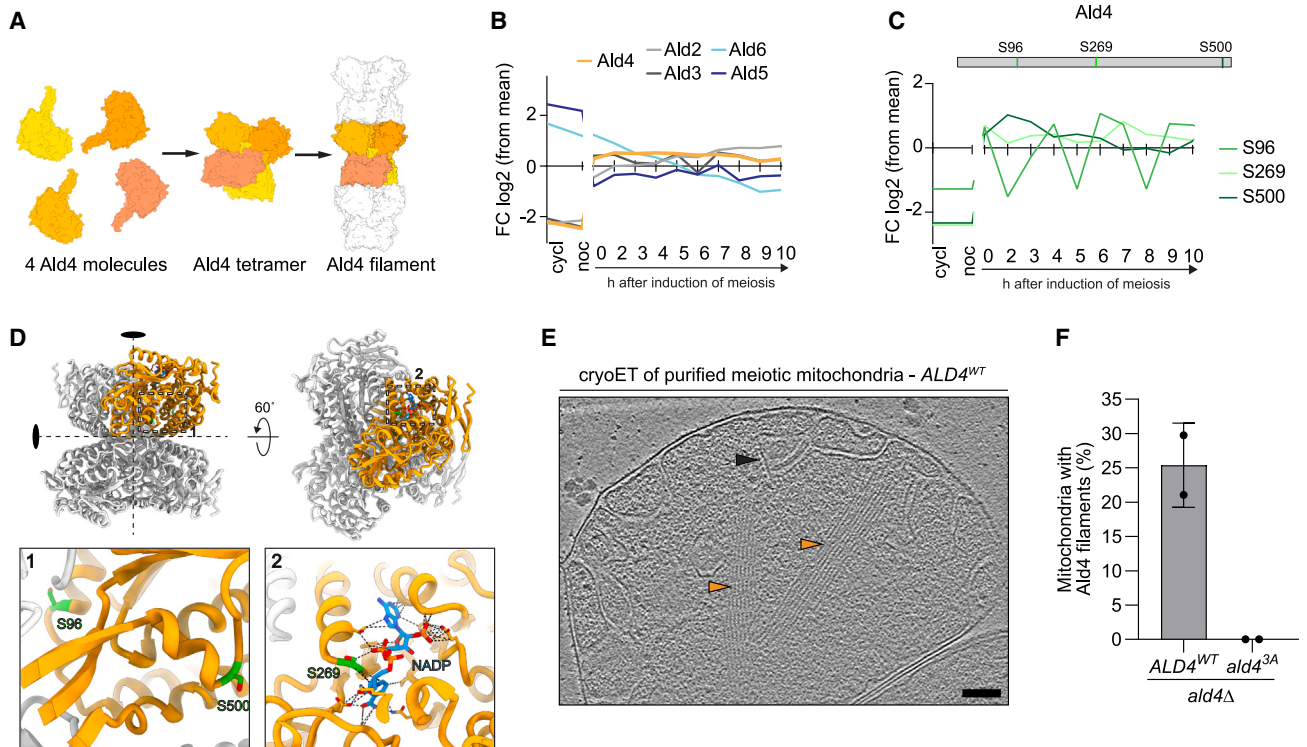 A
4 Ald4 molecules
Ald4 tetramer
Ald4 filament
B
Ald4
Ald2
Ald3
Ald6
Ald5
FC log2 (from mean)
2
0
-2
cycl
noc
0 2 3 4 5 6 7 8 9 10
h after induction of meiosis
C
Ald4
S96
S269
S500
FC log2 (from mean)
2
0
-2
cycl
noc
0 2 3 4 5 6 7 8 9 10
h after induction of meiosis
S96
S269
S500
D
1
60°
2
1
S96
S500
2
S269
NADP
E
cryoET of purified meiotic mitochondria - ALD4WT
F
Mitochondria with
Ald4 filaments (%)
35
30
25
20
15
10
5
0
ALD4WT
ald43A
ald4Δ